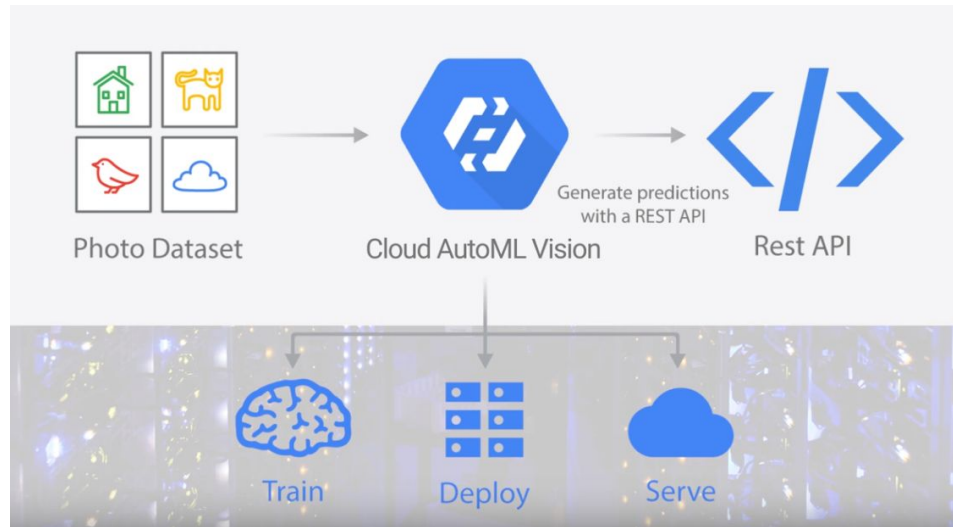 Generate predictions
with a REST API
Photo Dataset
Cloud AutoML Vision
Rest API
Train
Deploy
Serve